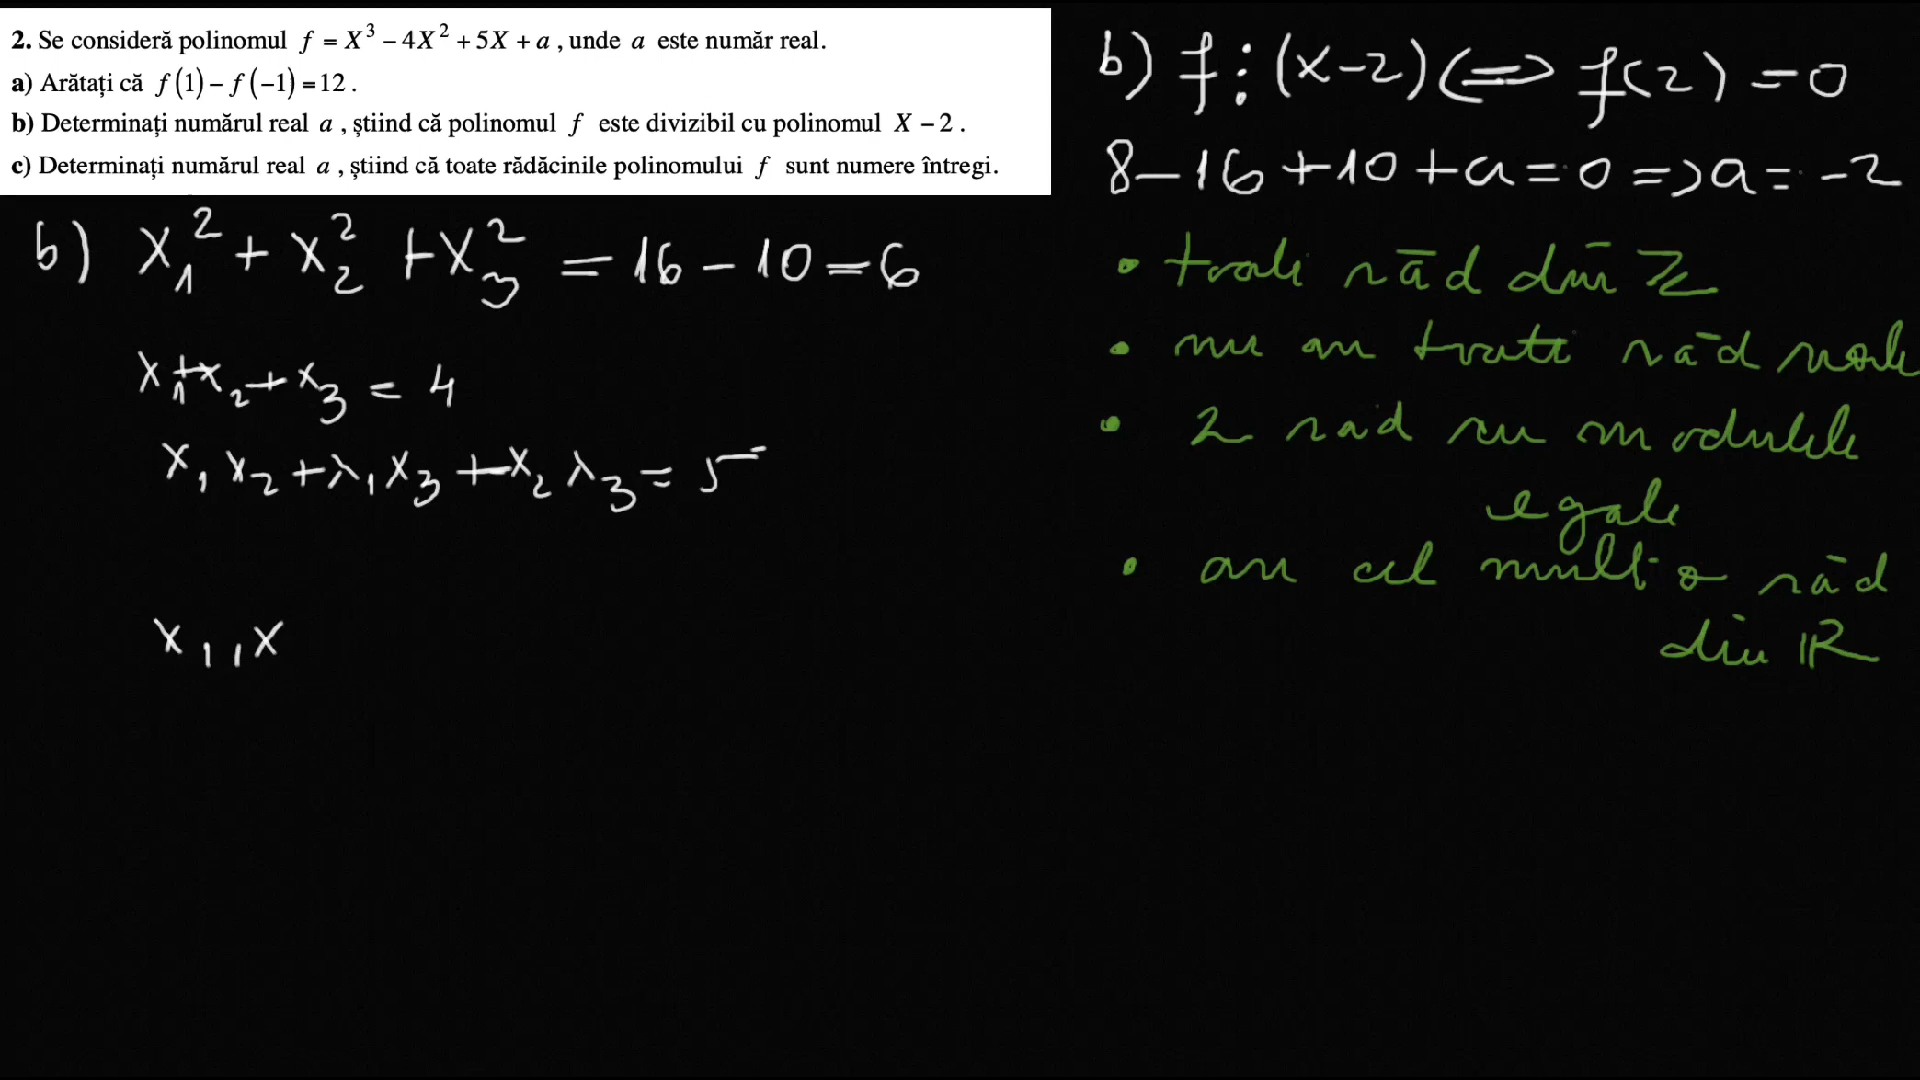 2. Se consideră polinomul f = X³ − 4X² + 5X + a , unde a este număr real.
a) Arătați că f(1) − f(−1) = 12 .
b) Determinați numărul real a , știind că polinomul f este divizibil cu polinomul X − 2 .
c) Determinați numărul real a , știind că toate rădăcinile polinomului f sunt numere întregi.
b) x₁² + x₂² + x₃² = 16 − 10 = 6
x₁ + x₂ + x₃ = 4
x₁x₂ + x₁x₃ + x₂x₃ = 5
x₁, x
b) f ⋮ (x−2) <=> f(2) = 0
8 − 16 + 10 + a = 0 => a = −2
• toate răd din Z
• nu au toate răd reale
• 2 rad cu modulele
egale
• au cel mult o răd
din R